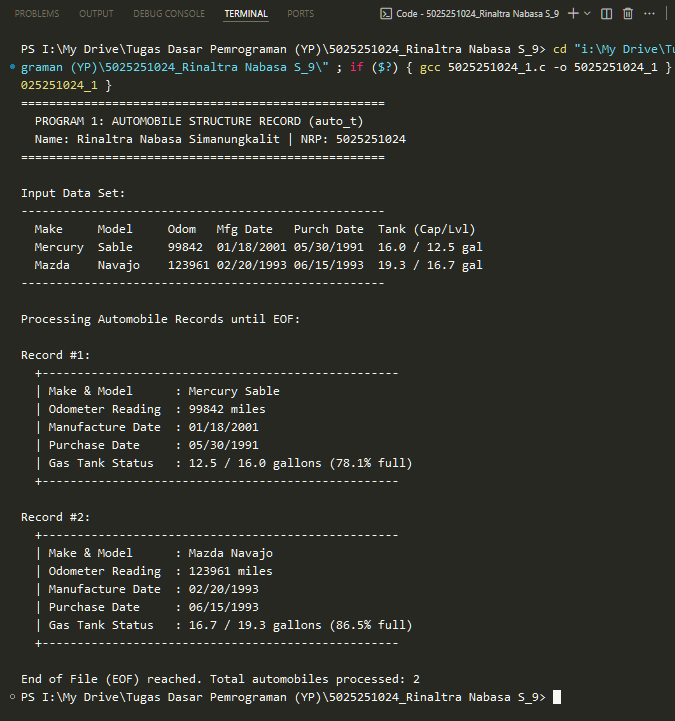 PROBLEMS OUTPUT DEBUG CONSOLE TERMINAL PORTS Code - 5025251024_Rinaltra Nabasa S_9
PS I:\My Drive\Tugas Dasar Pemrograman (YP)\5025251024_Rinaltra Nabasa S_9> cd "i:\My Drive\Tu
graman (YP)\5025251024_Rinaltra Nabasa S_9\" ; if ($?) { gcc 5025251024_1.c -o 5025251024_1 }
025251024_1 }
====================================================
  PROGRAM 1: AUTOMOBILE STRUCTURE RECORD (auto_t)
  Name: Rinaltra Nabasa Simanungkalit | NRP: 5025251024
====================================================
Input Data Set:
----------------------------------------------------
  Make     Model     Odom   Mfg Date   Purch Date  Tank (Cap/Lvl)
  Mercury  Sable     99842  01/18/2001 05/30/1991  16.0 / 12.5 gal
  Mazda    Navajo    123961 02/20/1993 06/15/1993  19.3 / 16.7 gal
----------------------------------------------------
Processing Automobile Records until EOF:
Record #1:
  +---------------------------------------------------
  | Make & Model      : Mercury Sable
  | Odometer Reading  : 99842 miles
  | Manufacture Date  : 01/18/2001
  | Purchase Date     : 05/30/1991
  | Gas Tank Status   : 12.5 / 16.0 gallons (78.1% full)
  +---------------------------------------------------
Record #2:
  +---------------------------------------------------
  | Make & Model      : Mazda Navajo
  | Odometer Reading  : 123961 miles
  | Manufacture Date  : 02/20/1993
  | Purchase Date     : 06/15/1993
  | Gas Tank Status   : 16.7 / 19.3 gallons (86.5% full)
  +---------------------------------------------------
End of File (EOF) reached. Total automobiles processed: 2
PS I:\My Drive\Tugas Dasar Pemrograman (YP)\5025251024_Rinaltra Nabasa S_9>